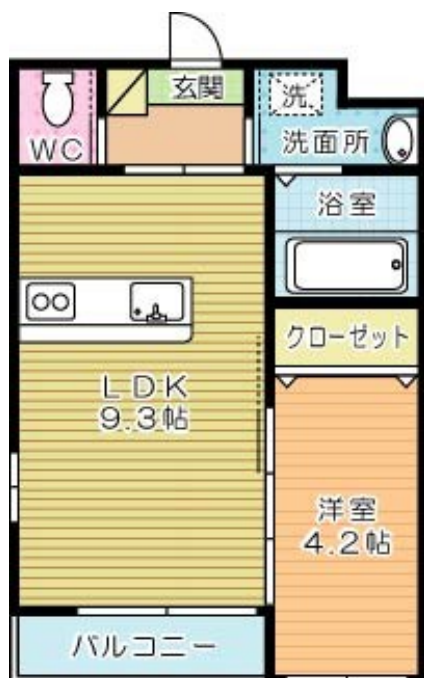 玄関
洗
WC
洗面所
浴室
クローゼット
LDK
9.3帖
洋室
4.2帖
バルコニー